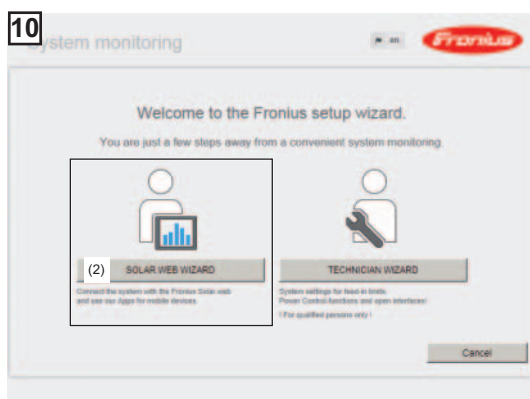 10
System monitoring
en
Fronius
Welcome to the Fronius setup wizard.
You are just a few steps away from a convenient system monitoring.
(2) SOLAR WEB WIZARD
TECHNICIAN WIZARD
Connect the system with the Fronius Solar.web
and use our Apps for mobile devices.
System settings for feed-in limits,
Power Control-functions and open interfaces!
! For qualified persons only !
Cancel